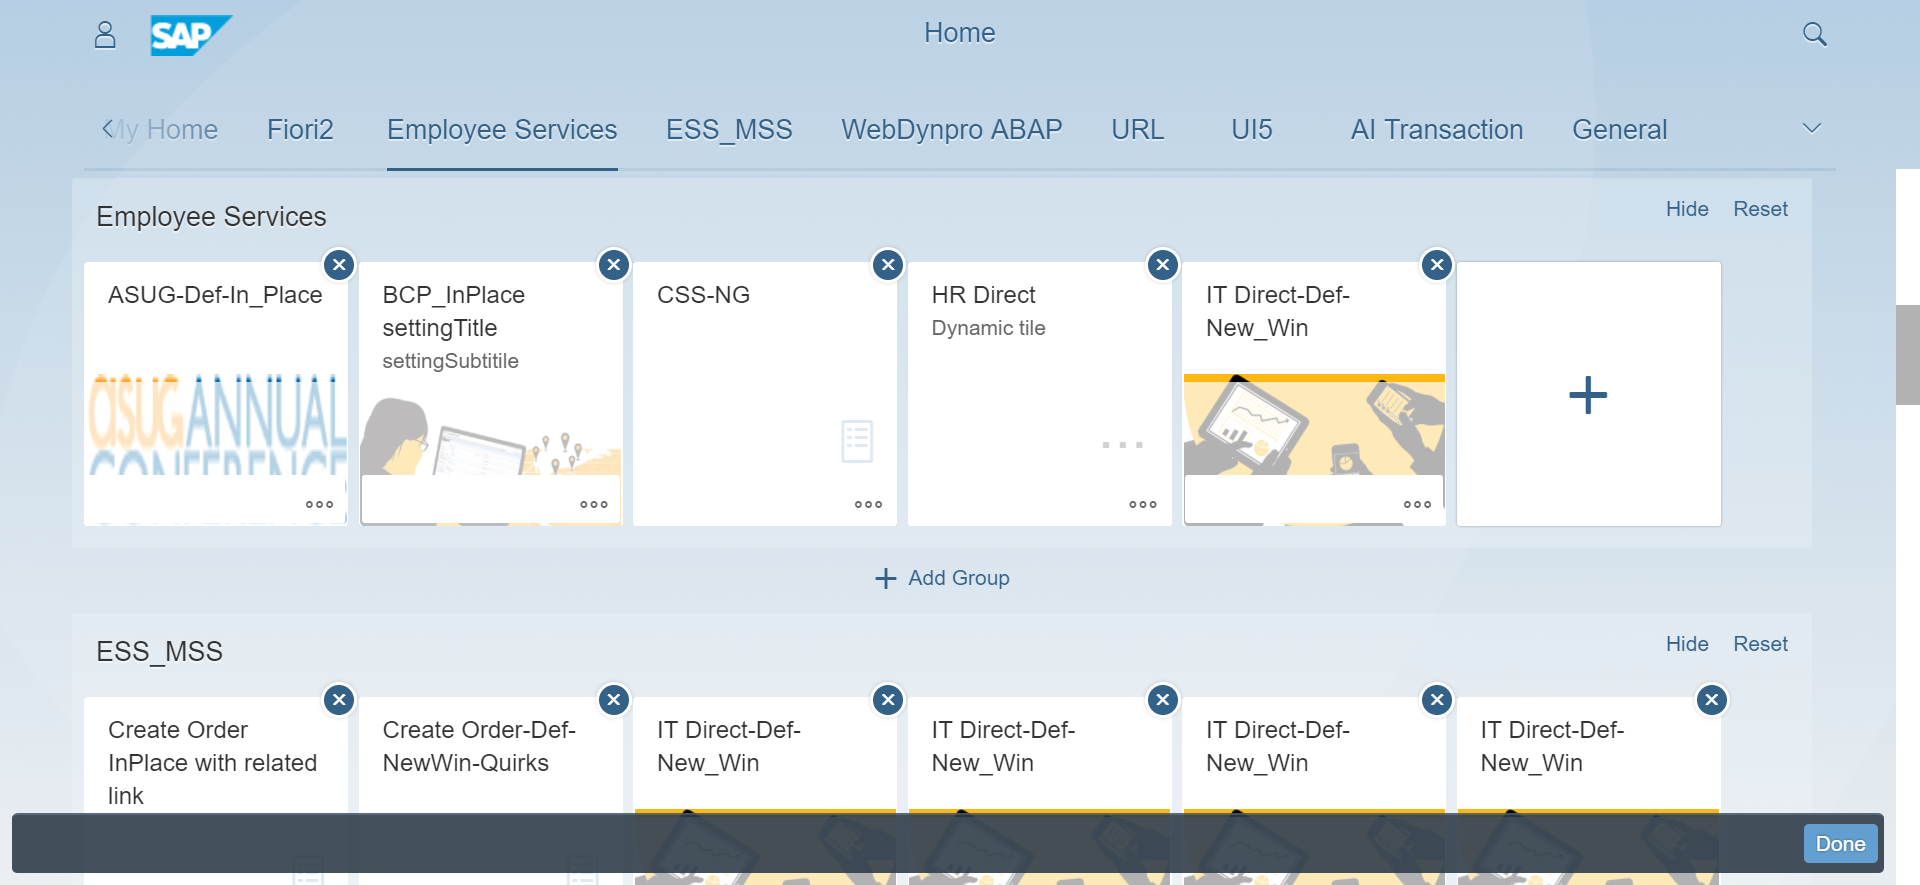 SAP
Home
My Home
Fiori2
Employee Services
ESS_MSS
WebDynpro ABAP
URL
UI5
AI Transaction
General
Employee Services
Hide
Reset
ASUG-Def-In_Place
asug ANNUAL
CONFERENCE
BCP_InPlace
settingTitle
settingSubtitile
CSS-NG
HR Direct
Dynamic tile
IT Direct-Def-
New_Win
Add Group
ESS_MSS
Hide
Reset
Create Order
InPlace with related
link
Create Order-Def-
NewWin-Quirks
IT Direct-Def-
New_Win
IT Direct-Def-
New_Win
IT Direct-Def-
New_Win
IT Direct-Def-
New_Win
Done